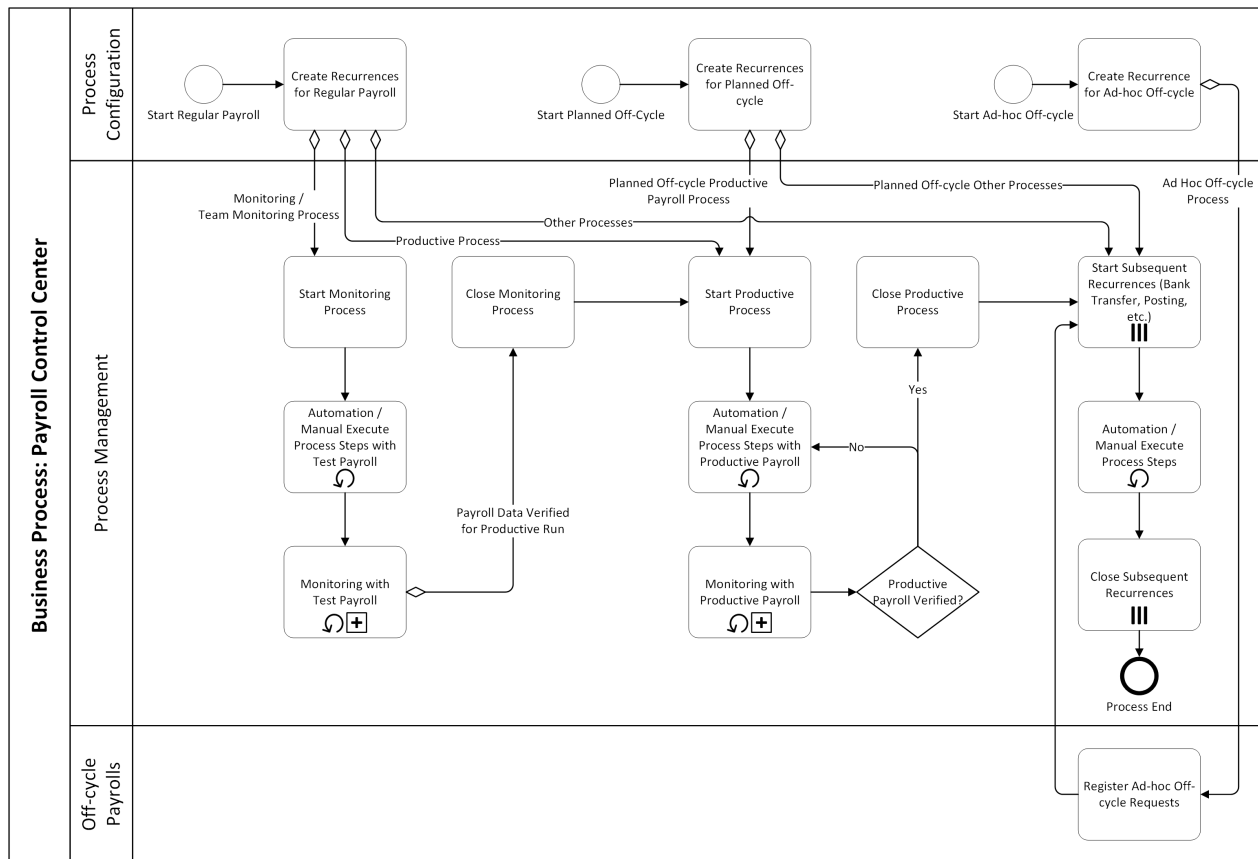 Business Process: Payroll Control Center
Process
Configuration
Start Regular Payroll
Create Recurrences
for Regular Payroll
Start Planned Off-Cycle
Create Recurrences
for Planned Off-
cycle
Start Ad-hoc Off-cycle
Create Recurrence
for Ad-hoc Off-cycle
Process Management
Monitoring /
Team Monitoring Process
Productive Process
Other Processes
Planned Off-cycle Productive
Payroll Process
Planned Off-cycle Other Processes
Ad Hoc Off-cycle
Process
Start Monitoring
Process
Close Monitoring
Process
Start Productive
Process
Close Productive
Process
Start Subsequent
Recurrences (Bank
Transfer, Posting,
etc.)
Automation /
Manual Execute
Process Steps with
Test Payroll
Payroll Data Verified
for Productive Run
Automation /
Manual Execute
Process Steps with
Productive Payroll
No
Yes
Automation /
Manual Execute
Process Steps
Monitoring with
Test Payroll
Monitoring with
Productive Payroll
Productive
Payroll Verified?
Close Subsequent
Recurrences
Process End
Off-cycle
Payrolls
Register Ad-hoc Off-
cycle Requests